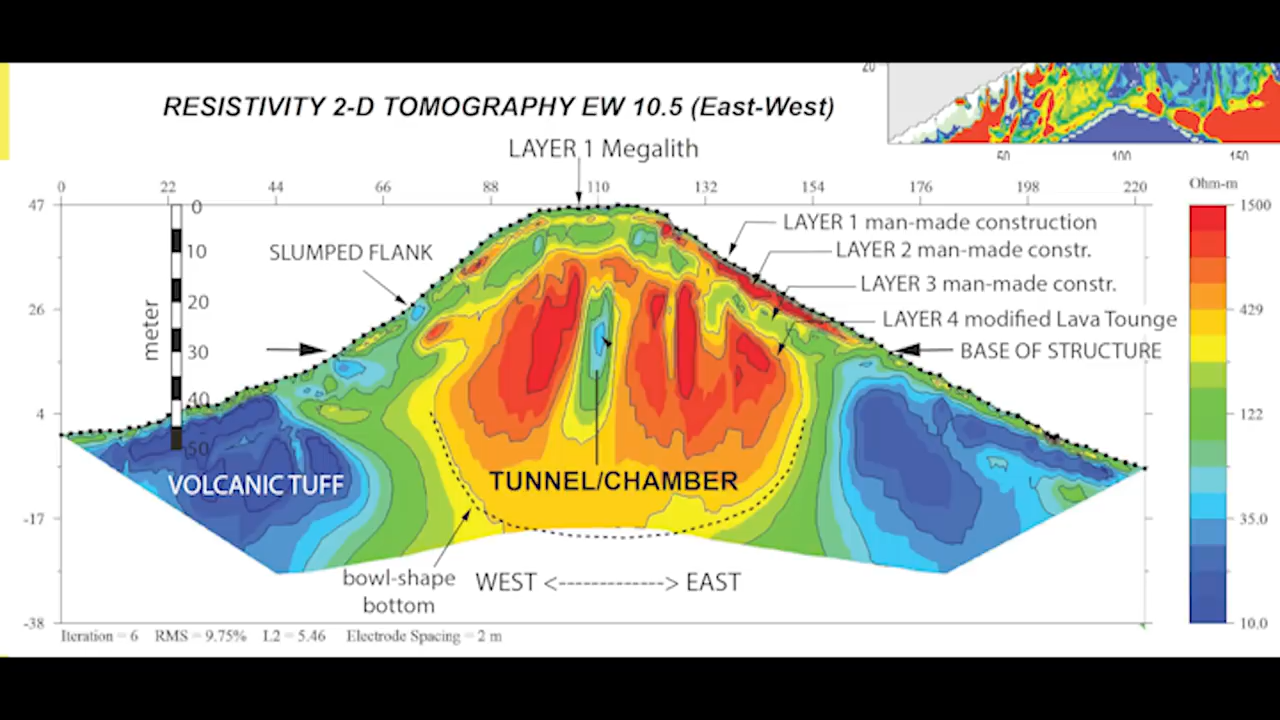 20
50
100
150
RESISTIVITY 2-D TOMOGRAPHY EW 10.5 (East-West)
LAYER 1 Megalith
0 22 44 66 88 110 132 154 176 198 220
Ohm-m
47
26
4
-17
-38
meter
0
10
20
30
40
50
SLUMPED FLANK
LAYER 1 man-made construction
LAYER 2 man-made constr.
LAYER 3 man-made constr.
LAYER 4 modified Lava Tounge
BASE OF STRUCTURE
VOLCANIC TUFF
TUNNEL/CHAMBER
bowl-shape
bottom
WEST <-------------> EAST
1500
429
122
35.0
10.0
Iteration = 6 RMS = 9.75% L2 = 5.46 Electrode Spacing = 2 m